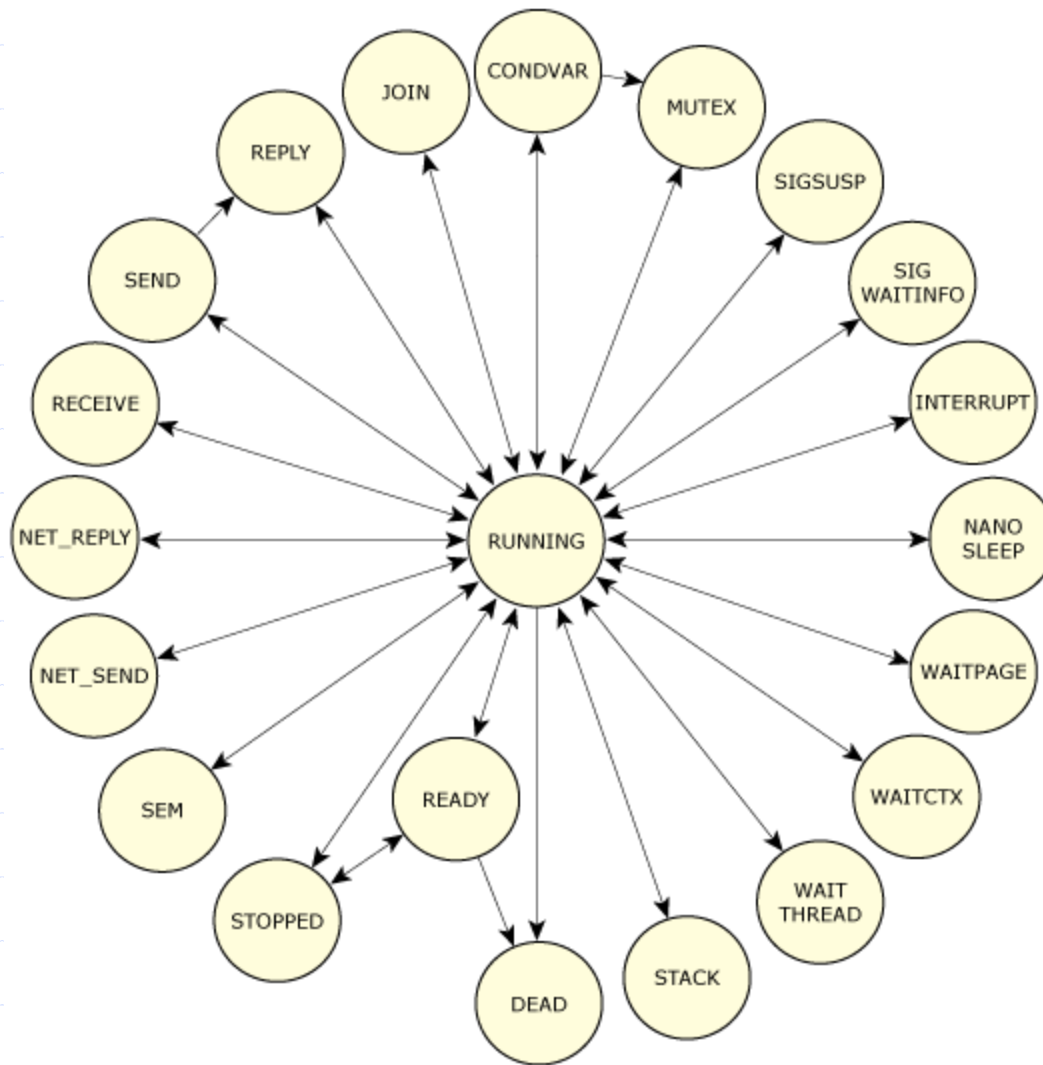 CONDVAR
JOIN
MUTEX
REPLY
SIGSUSP
SEND
SIG
WAITINFO
RECEIVE
INTERRUPT
NET_REPLY
RUNNING
NANO
SLEEP
NET_SEND
WAITPAGE
SEM
READY
WAITCTX
STOPPED
WAIT
THREAD
DEAD
STACK